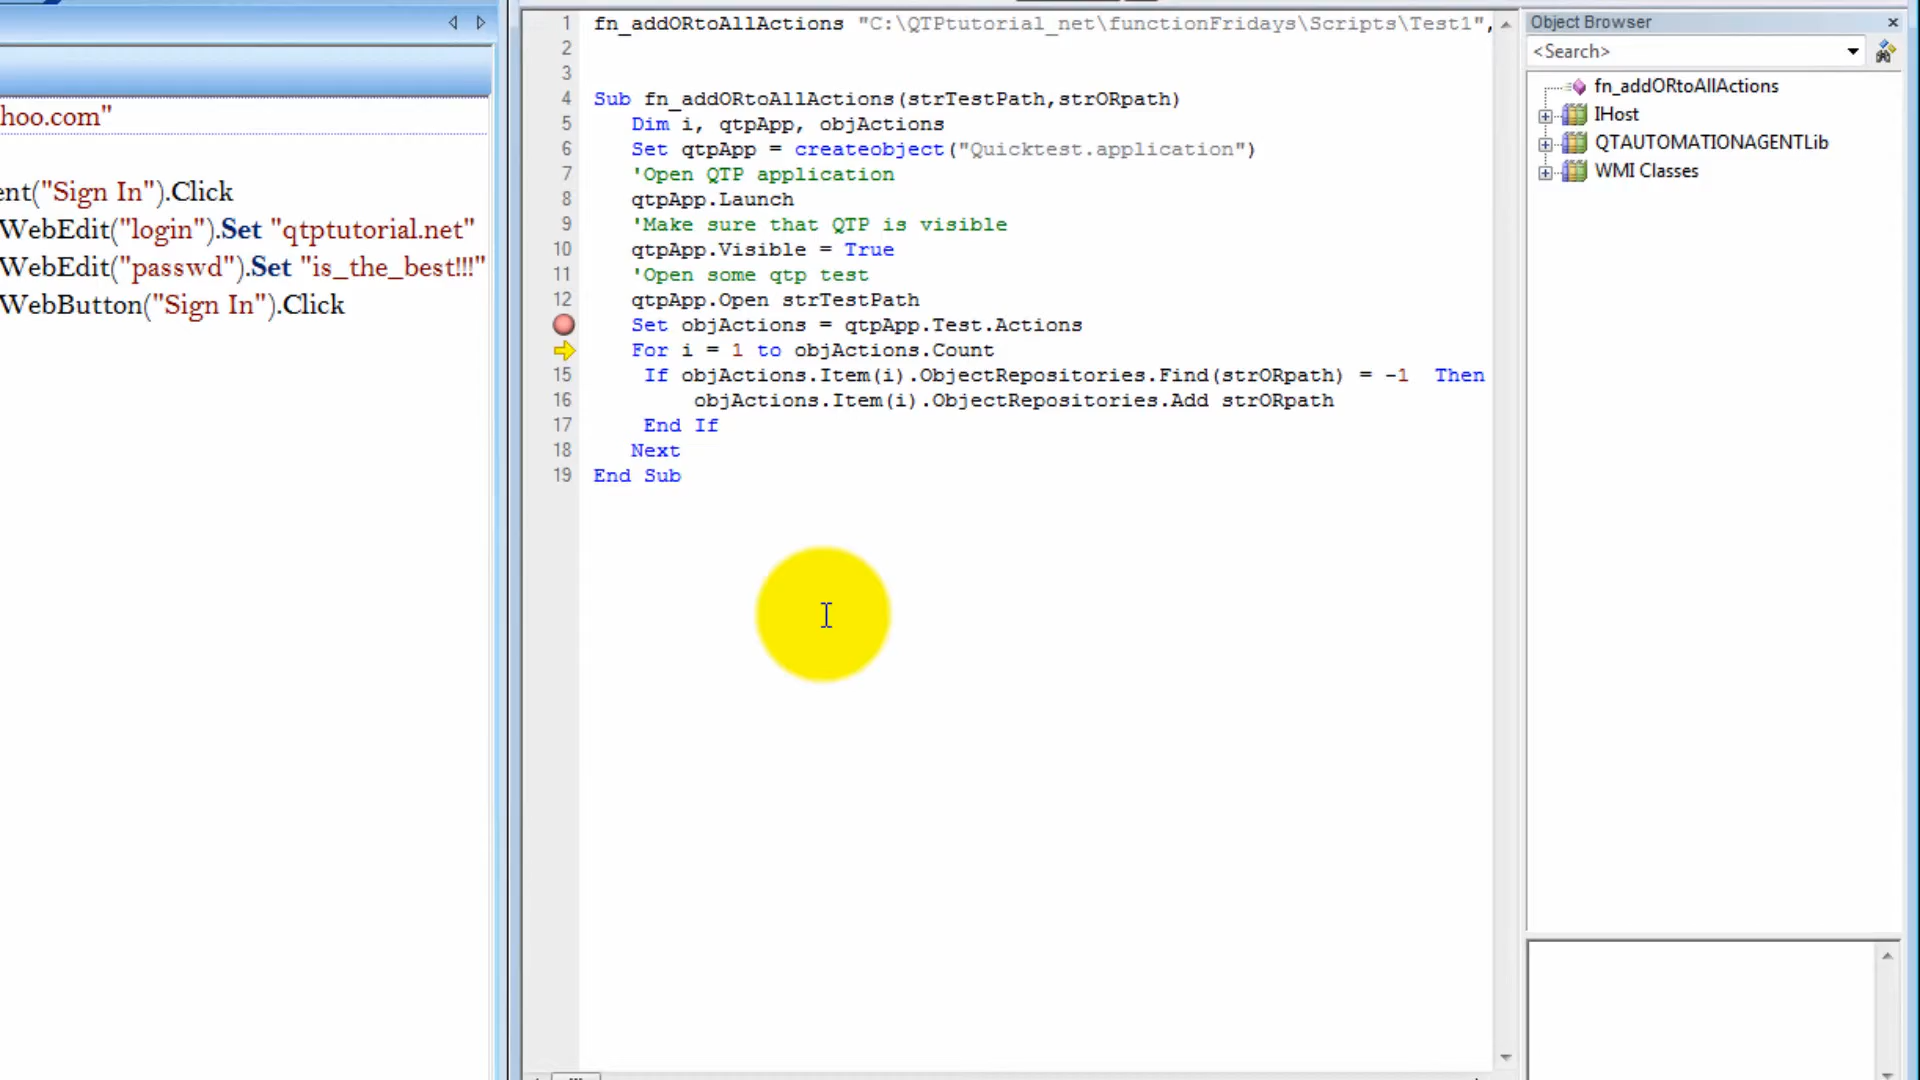 hoo.com"
ent("Sign In").Click
WebEdit("login").Set "qtptutorial.net"
WebEdit("passwd").Set "is_the_best!!!"
WebButton("Sign In").Click
1 fn_addORtoAllActions "C:\QTPtutorial_net\functionFridays\Scripts\Test1",
2
3
4 Sub fn_addORtoAllActions(strTestPath,strORpath)
5 Dim i, qtpApp, objActions
6 Set qtpApp = createobject("Quicktest.application")
7 'Open QTP application
8 qtpApp.Launch
9 'Make sure that QTP is visible
10 qtpApp.Visible = True
11 'Open some qtp test
12 qtpApp.Open strTestPath
Set objActions = qtpApp.Test.Actions
For i = 1 to objActions.Count
15 If objActions.Item(i).ObjectRepositories.Find(strORpath) = -1 Then
16 objActions.Item(i).ObjectRepositories.Add strORpath
17 End If
18 Next
19 End Sub
Object Browser
<Search>
fn_addORtoAllActions
IHost
QTAUTOMATIONAGENTLib
WMI Classes